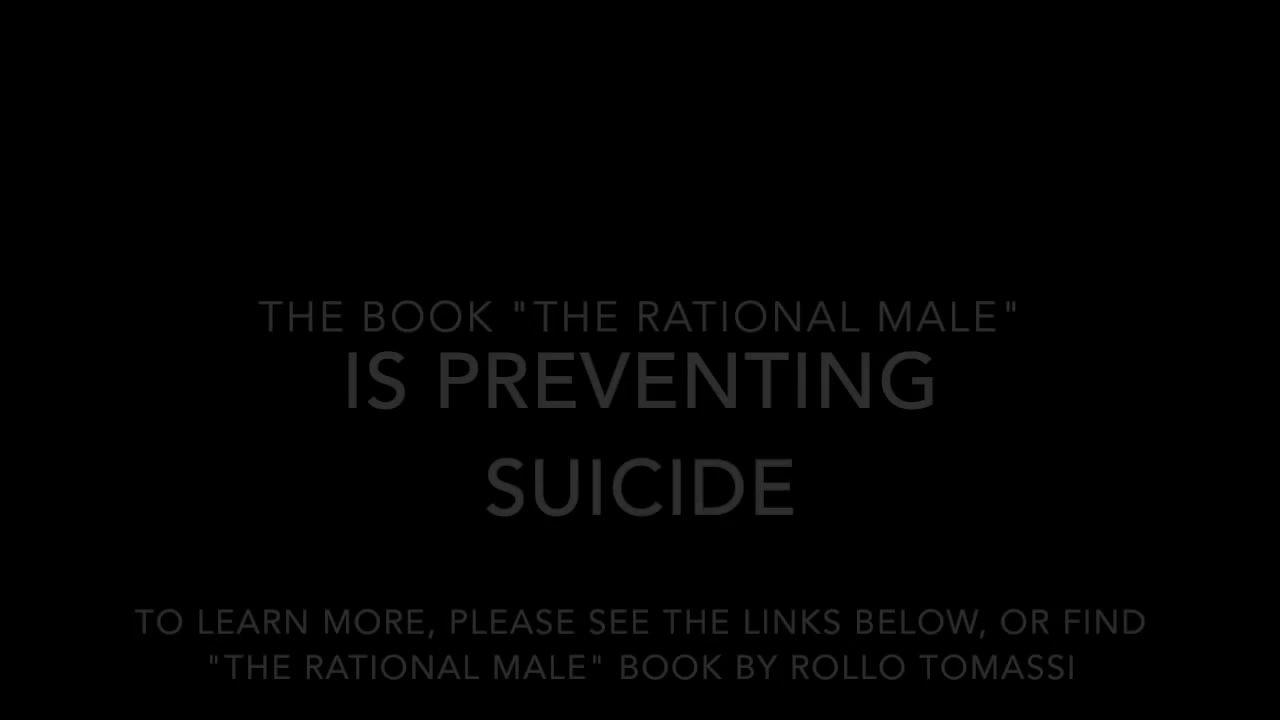 THE BOOK "THE RATIONAL MALE"
IS PREVENTING
SUICIDE
TO LEARN MORE, PLEASE SEE THE LINKS BELOW, OR FIND
"THE RATIONAL MALE" BOOK BY ROLLO TOMASSI